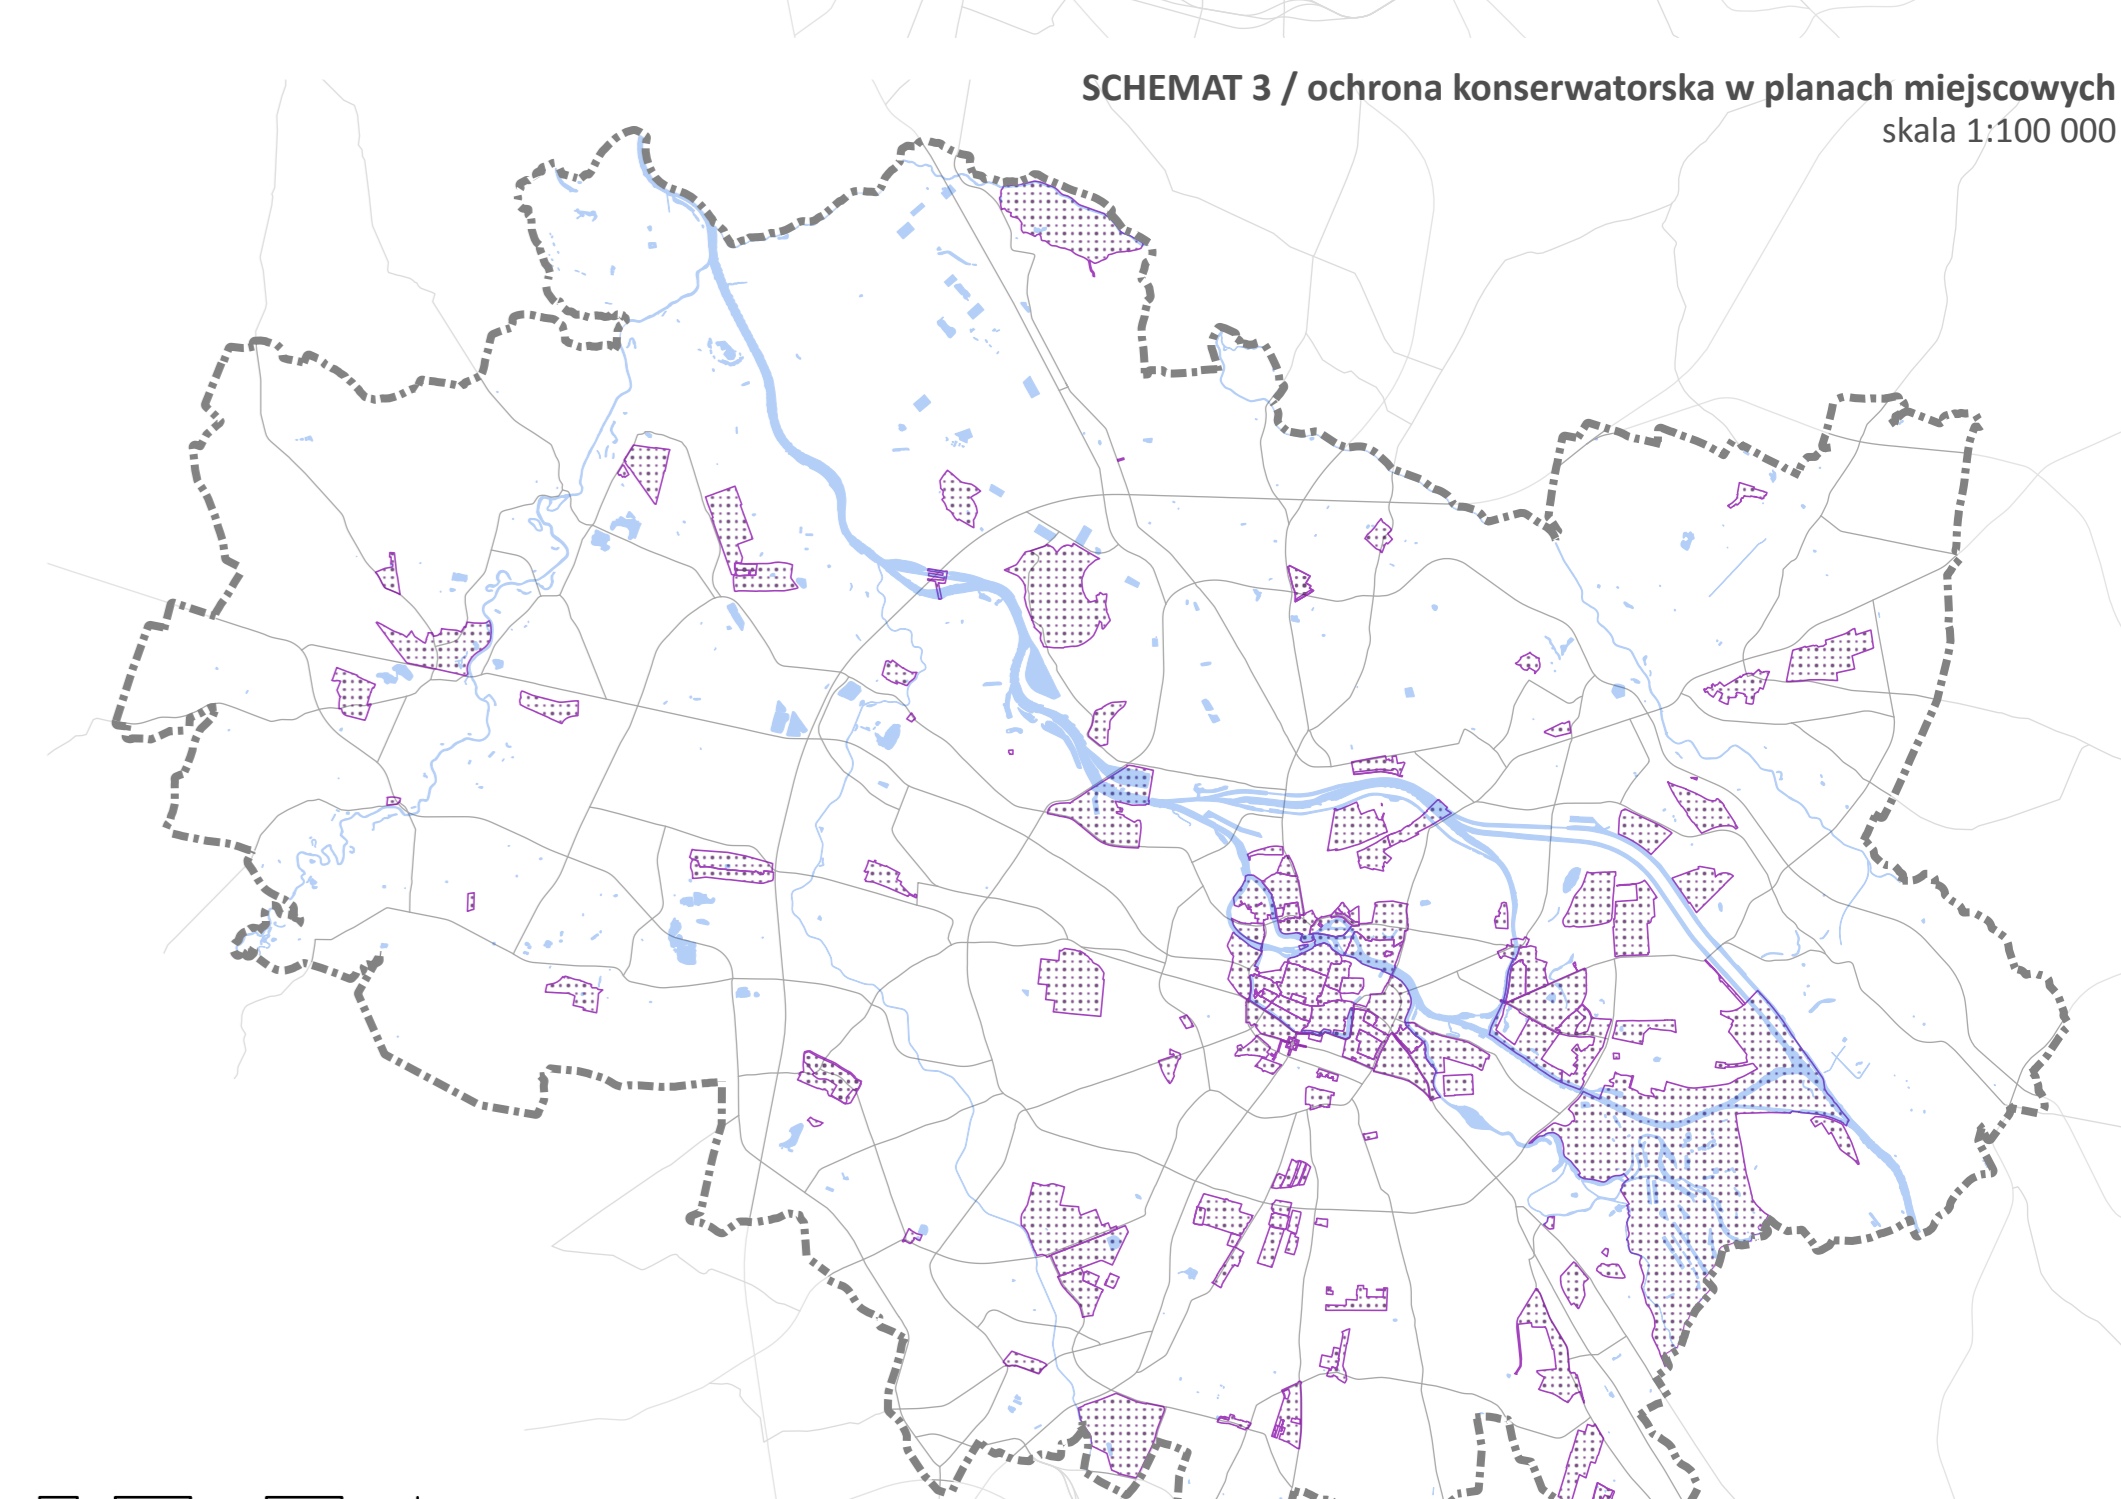 SCHEMAT 3 / ochrona konserwatorska w planach miejscowych
skala 1:100 000